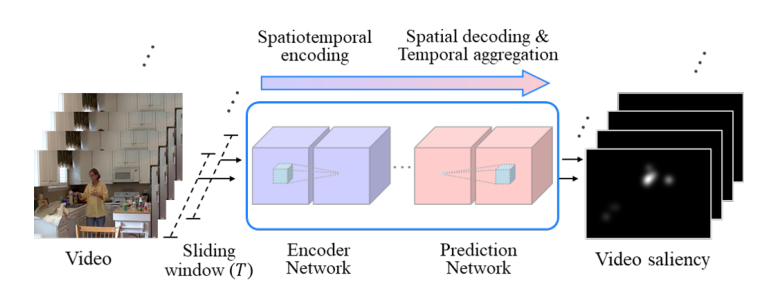 Spatiotemporal
encoding
Spatial decoding &
Temporal aggregation
Video
Sliding
window (T)
Encoder
Network
Prediction
Network
Video saliency